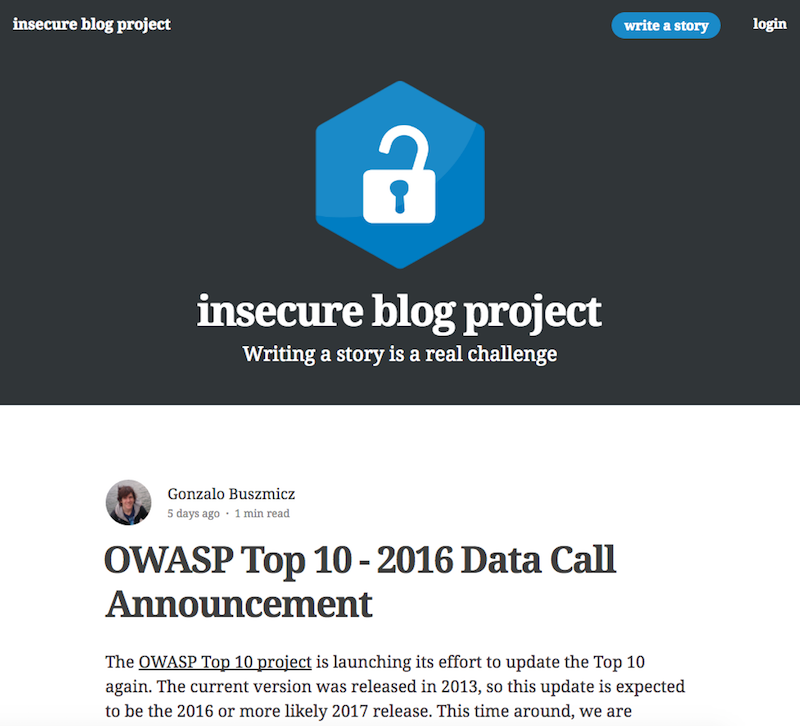 insecure blog project
write a story
login
insecure blog project
Writing a story is a real challenge
Gonzalo Buszmicz
5 days ago · 1 min read
OWASP Top 10 - 2016 Data Call
Announcement
The OWASP Top 10 project is launching its effort to update the Top 10
again. The current version was released in 2013, so this update is expected
to be the 2016 or more likely 2017 release. This time around, we are